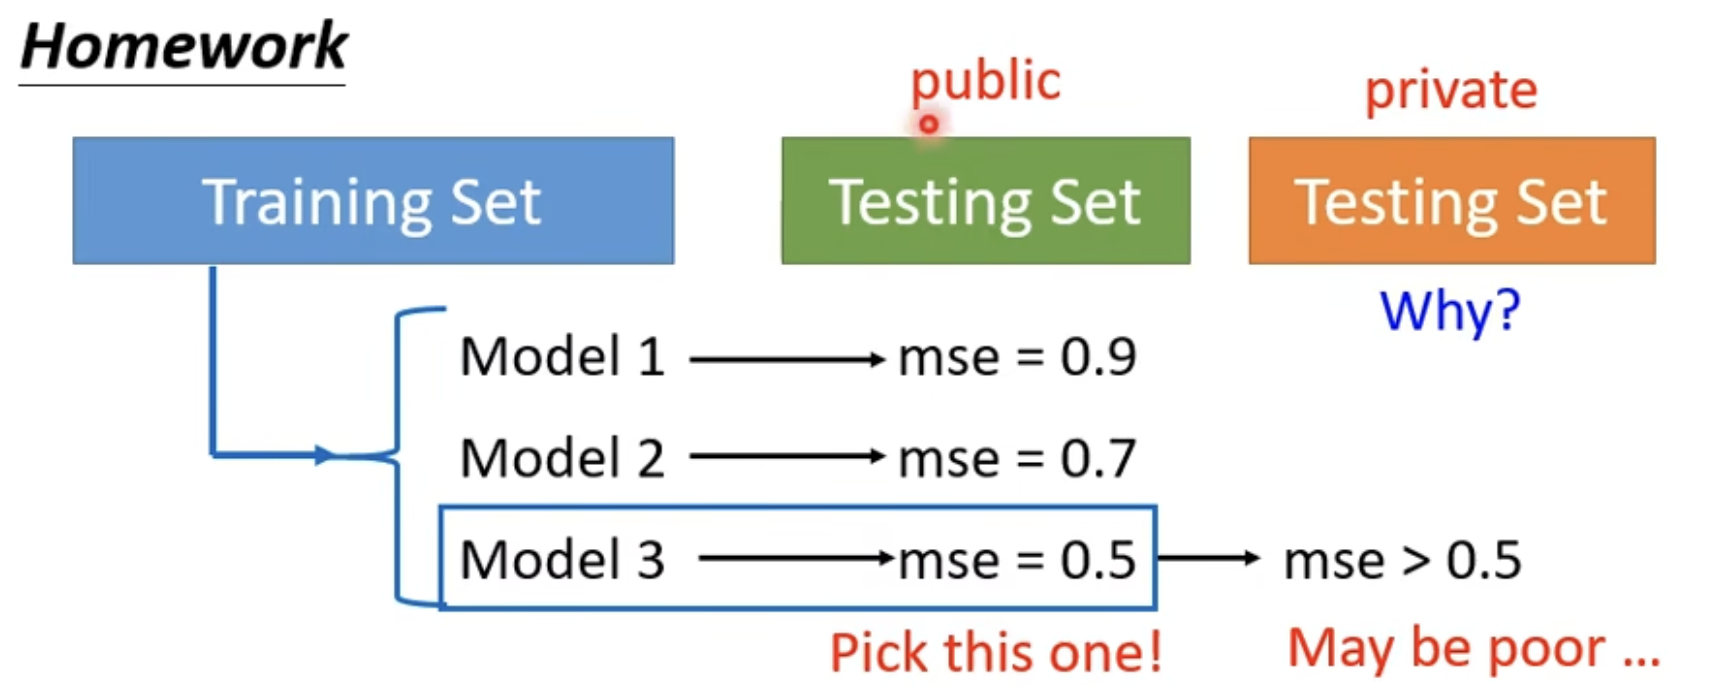 Homework
public
private
Training Set
Testing Set
Testing Set
Why?
Model 1
mse = 0.9
Model 2
mse = 0.7
Model 3
mse = 0.5
mse > 0.5
Pick this one!
May be poor ...